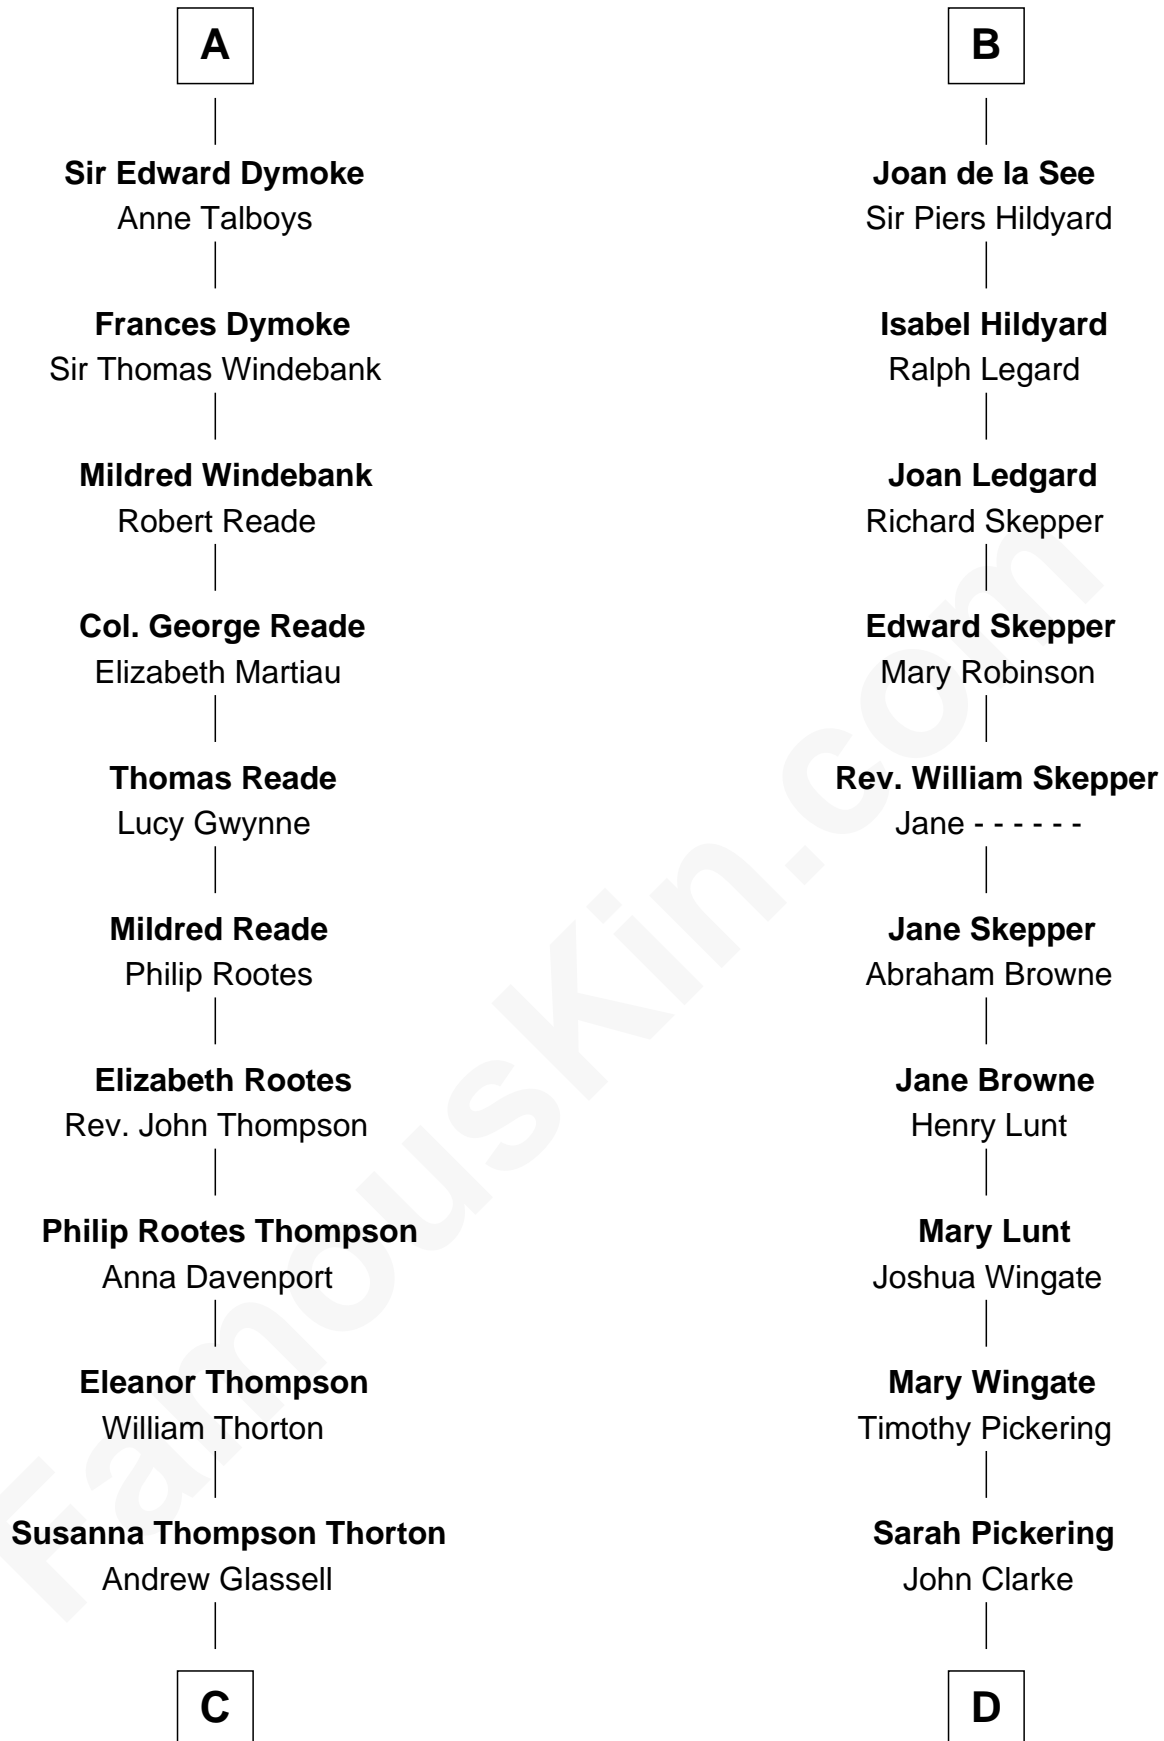 A
Sir Edward Dymoke
Anne Talboys
Frances Dymoke
Sir Thomas Windebank
Mildred Windebank
Robert Reade
Col. George Reade
Elizabeth Martiau
Thomas Reade
Lucy Gwynne
Mildred Reade
Philip Rootes
Elizabeth Rootes
Rev. John Thompson
Philip Rootes Thompson
Anna Davenport
Eleanor Thompson
William Thorton
Susanna Thompson Thorton
Andrew Glassell
C
B
Joan de la See
Sir Piers Hildyard
Isabel Hildyard
Ralph Legard
Joan Ledgard
Richard Skepper
Edward Skepper
Mary Robinson
Rev. William Skepper
Jane - - - - - -
Jane Skepper
Abraham Browne
Jane Browne
Henry Lunt
Mary Lunt
Joshua Wingate
Mary Wingate
Timothy Pickering
Sarah Pickering
John Clarke
D
FamousKin.com